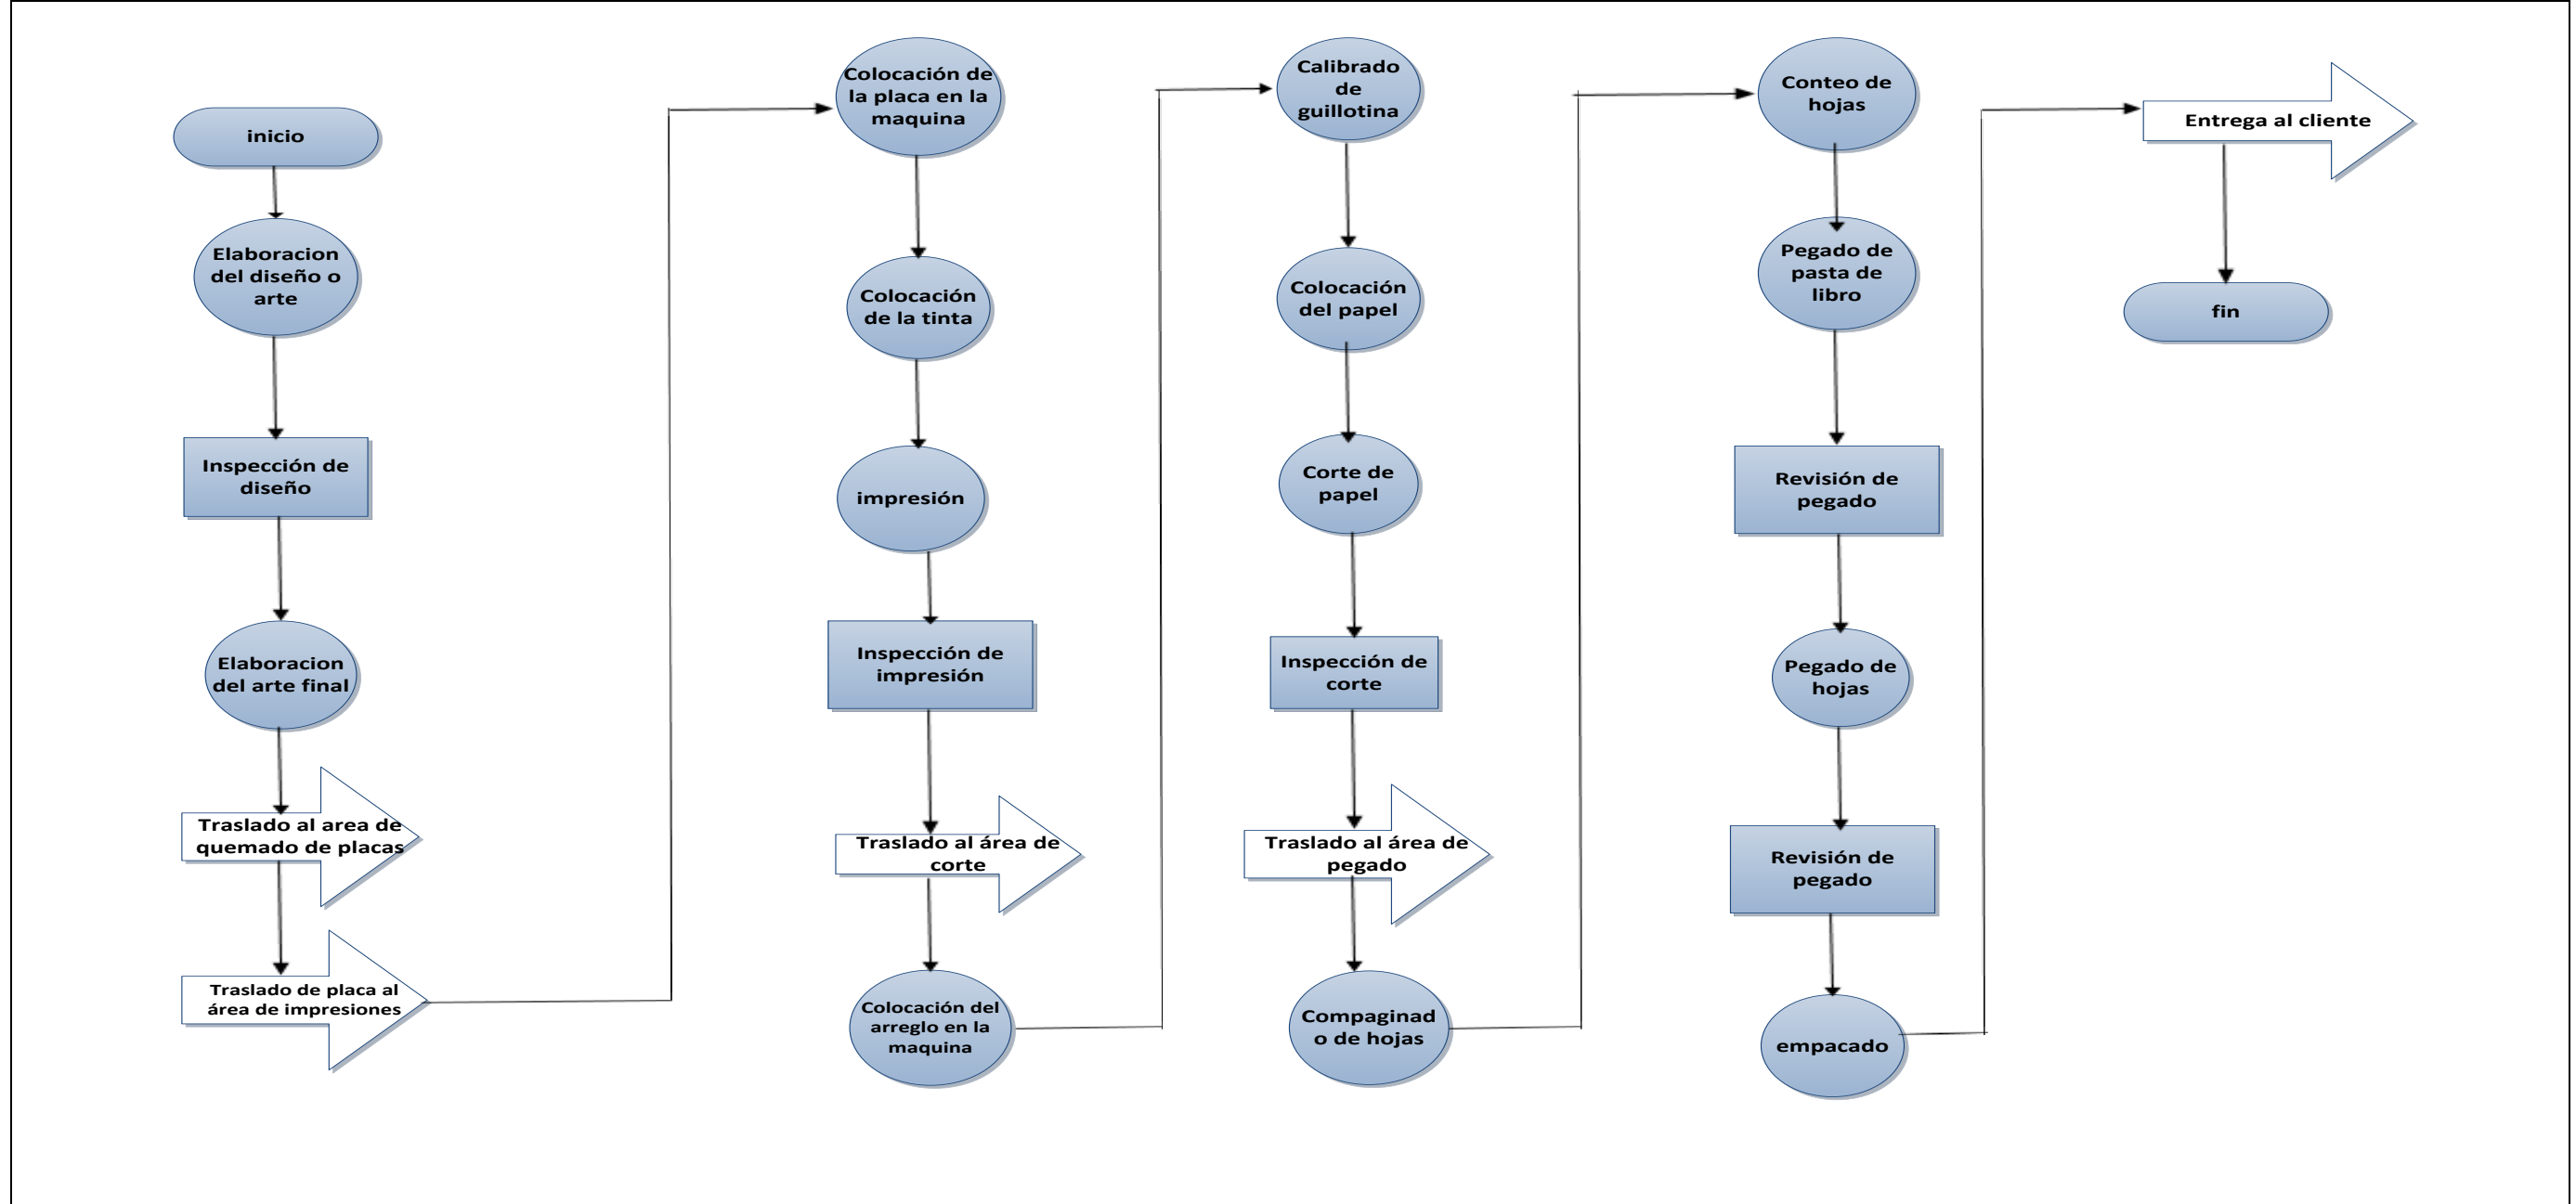 inicio
Elaboracion
del diseño o
arte
Inspección de
diseño
Elaboracion
del arte final
Traslado al area de
quemado de placas
Traslado de placa al
área de impresiones
Colocación de
la placa en la
maquina
Colocación
de la tinta
impresión
Inspección de
impresión
Traslado al área de
corte
Colocación del
arreglo en la
maquina
Calibrado
de
guillotina
Colocación
del papel
Corte de
papel
Inspección de
corte
Traslado al área de
pegado
Compaginad
o de hojas
Conteo de
hojas
Pegado de
pasta de
libro
Revisión de
pegado
Pegado de
hojas
Revisión de
pegado
empacado
Entrega al cliente
fin